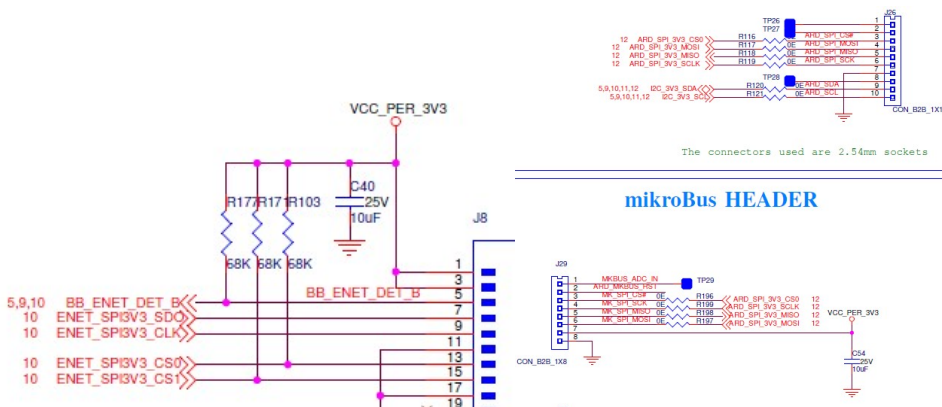 VCC_PER_3V3
C40
25V
10uF
R177 R171 R103
68K 68K 68K
J8
1
3
5
7
9
11
13
15
17
19
5,9,10 BB_ENET_DET_B
BB_ENET_DET_B
10 ENET_SPI3V3_SDO
10 ENET_SPI3V3_CLK
10 ENET_SPI3V3_CS0
10 ENET_SPI3V3_CS1
J26
TP26
TP27
12 ARD_SPI_3V3_CS0 R116 0E ARD_SPI_CS#
12 ARD_SPI_3V3_MOSI R117 0E ARD_SPI_MOSI
12 ARD_SPI_3V3_MISO R118 0E ARD_SPI_MISO
12 ARD_SPI_3V3_SCLK R119 0E ARD_SPI_SCK
TP28
5,9,10,11,12 I2C_3V3_SDA R120 0E ARD_SDA
5,9,10,11,12 I2C_3V3_SCL R121 0E ARD_SCL
1
2
3
4
5
6
7
8
9
10
CON_B2B_1X1
The connectors used are 2.54mm sockets
mikroBus HEADER
J29
1 MKBUS_ADC_IN TP29
2 ARD_MKBUS_RST
3 MK_SPI_CS# 0E R196 ARD_SPI_3V3_CS0 12
4 MK_SPI_SCK 0E R199 ARD_SPI_3V3_SCLK 12
5 MK_SPI_MISO 0E R198 ARD_SPI_3V3_MISO 12
6 MK_SPI_MOSI 0E R197 ARD_SPI_3V3_MOSI 12
7
8
CON_B2B_1X8
VCC_PER_3V3
C54
25V
10uF